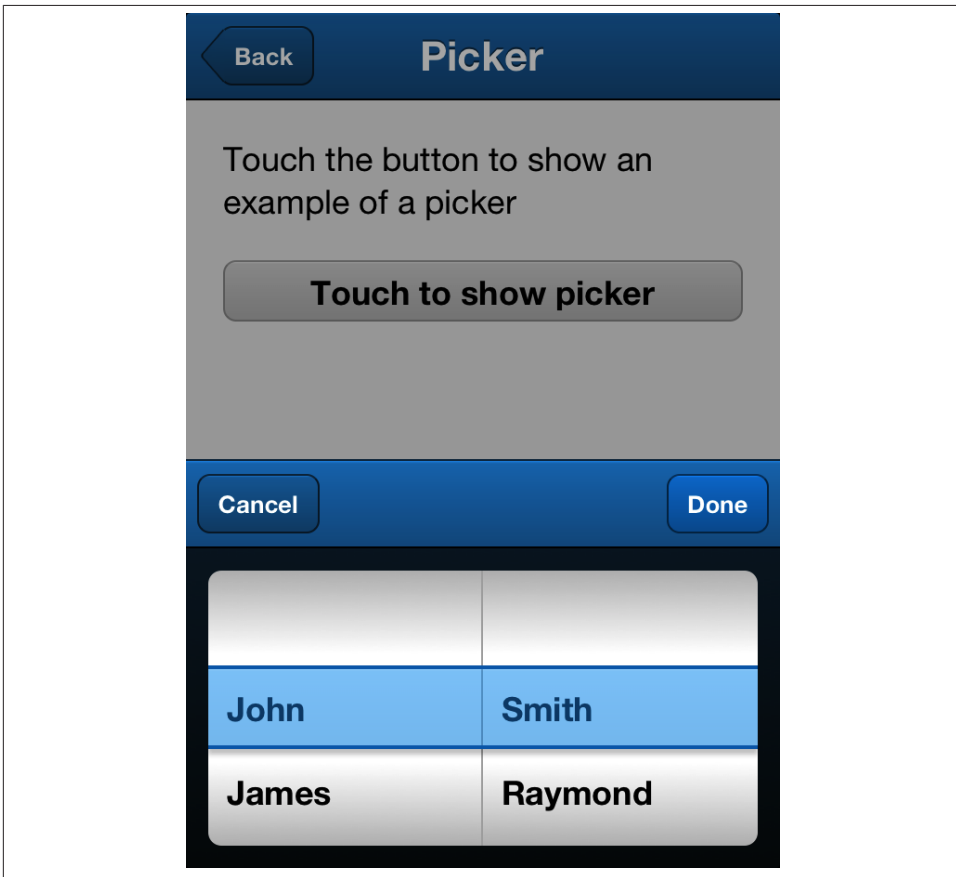 Back Picker
Touch the button to show an
example of a picker
Touch to show picker
Cancel Done
John Smith
James Raymond